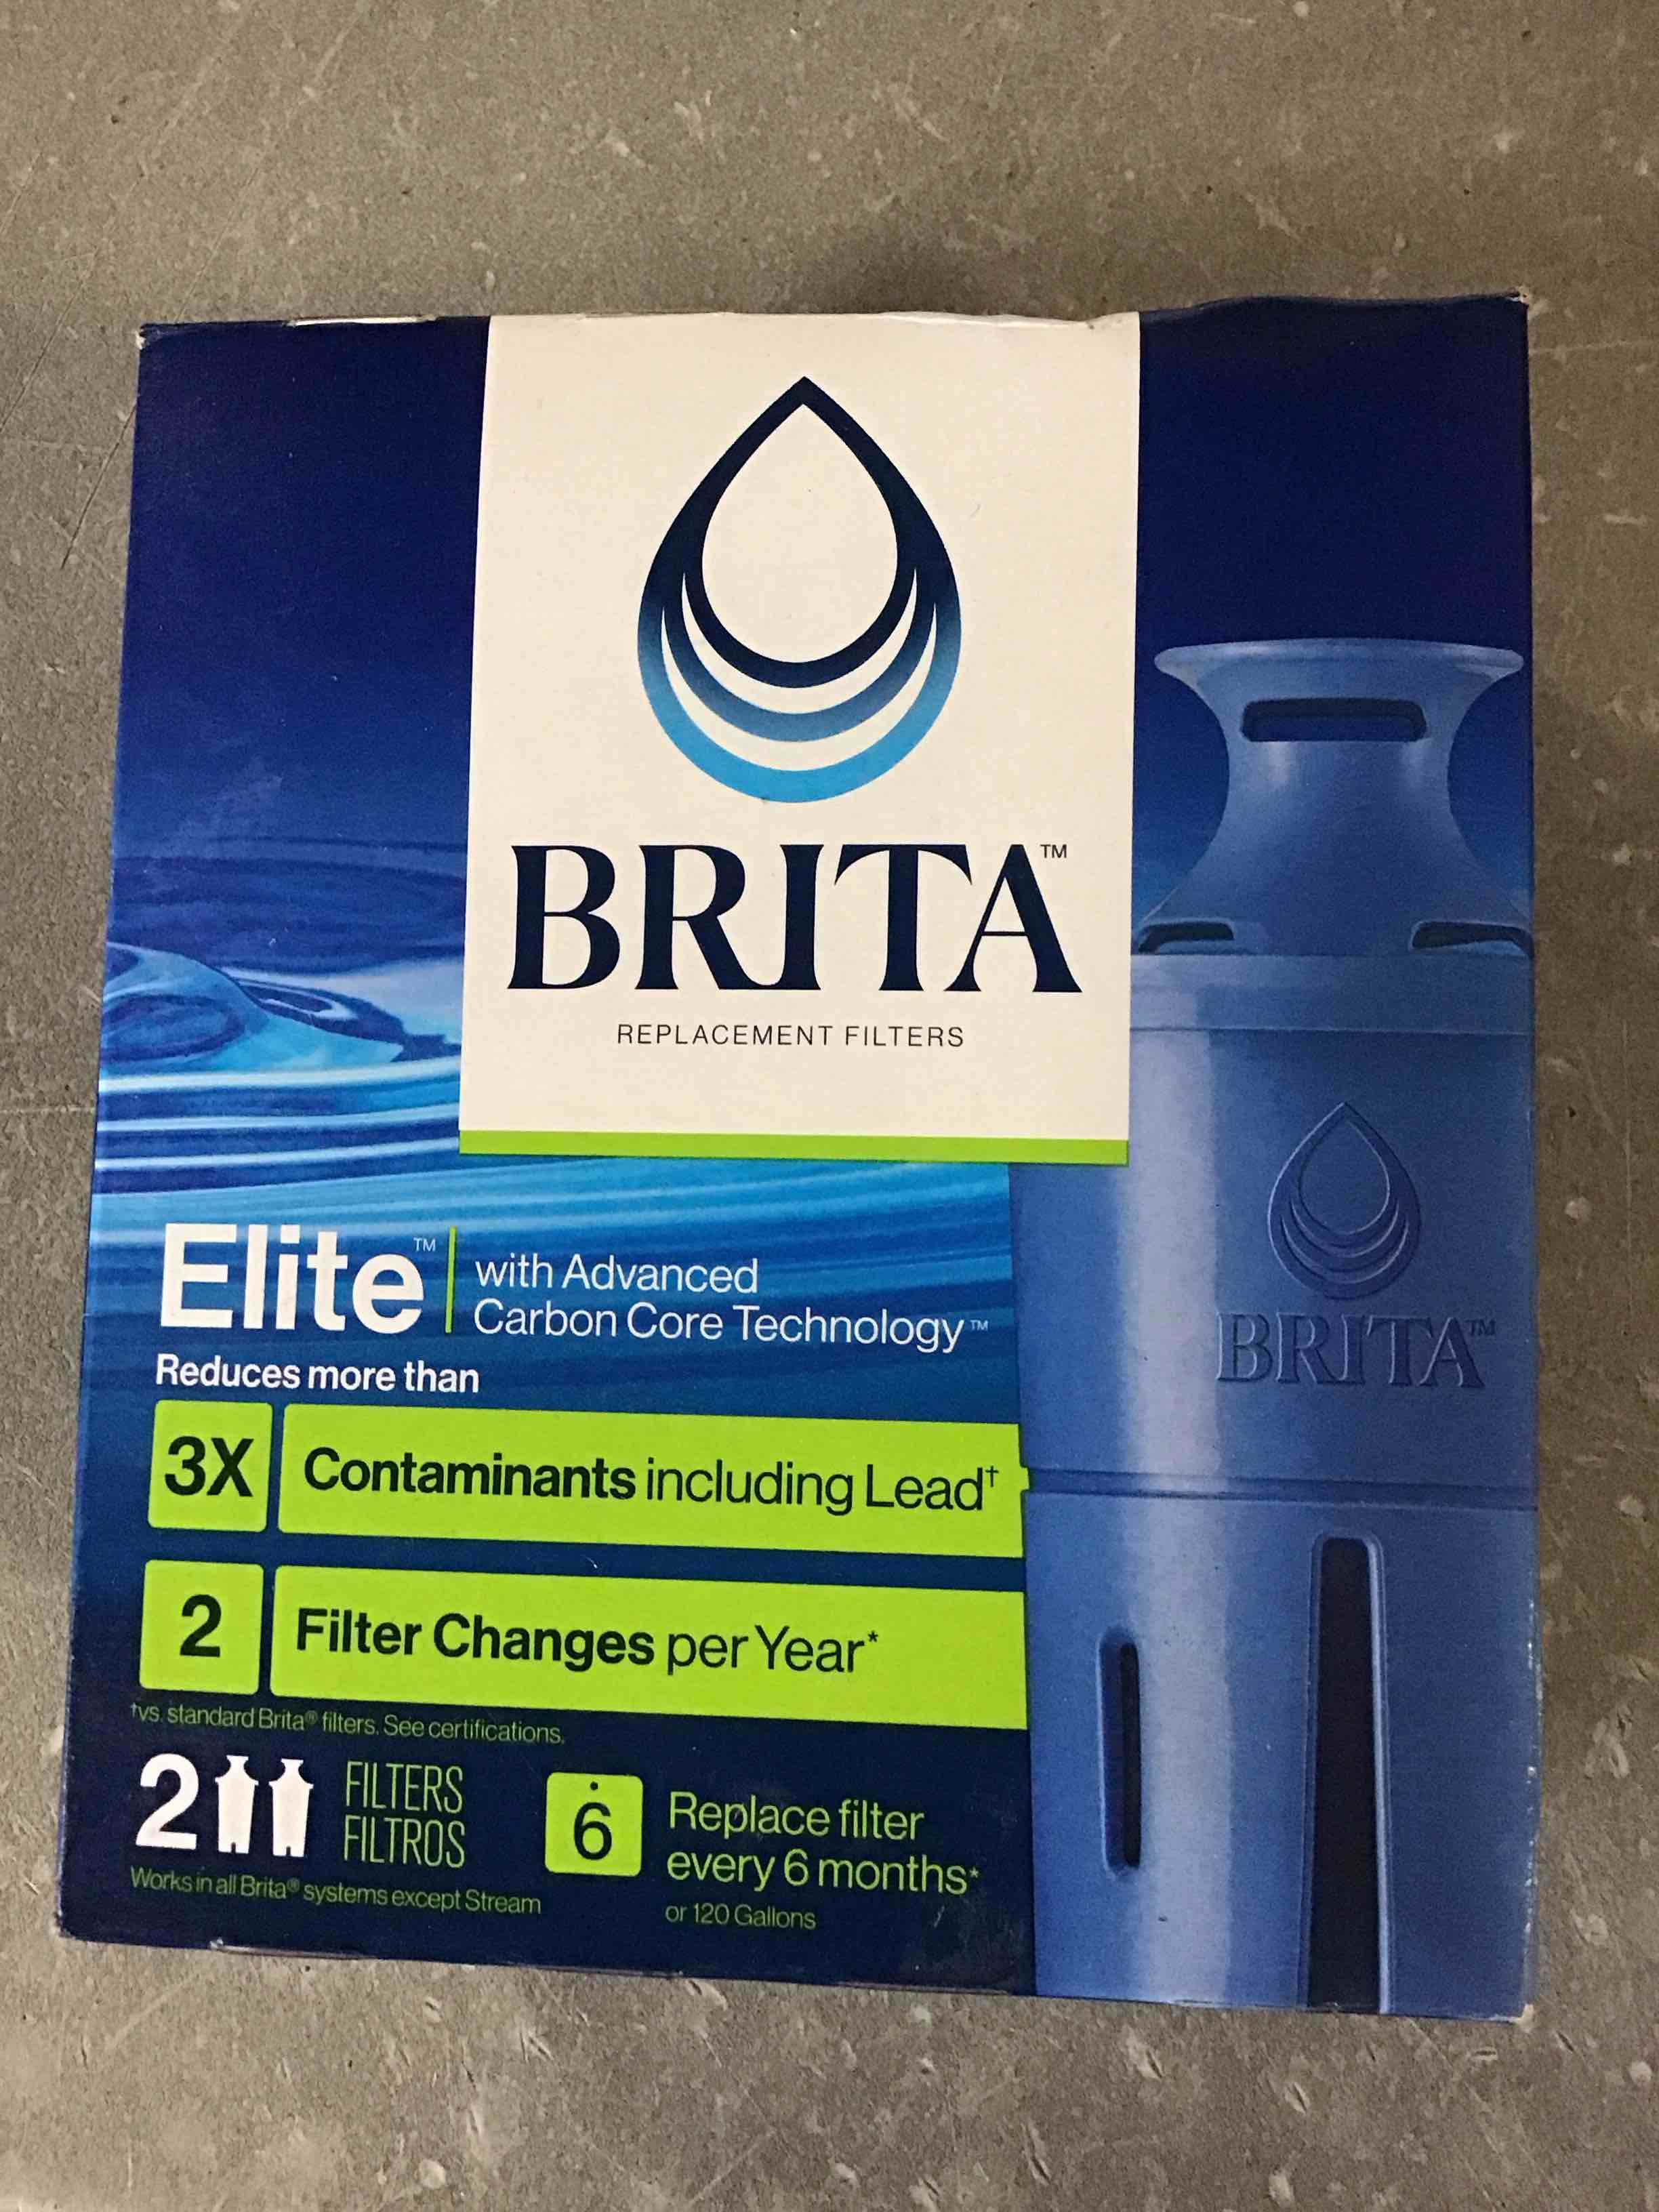 BRITA™
REPLACEMENT FILTERS
BRITA™
Elite™
with Advanced
Carbon Core Technology™
Reduces more than
3X Contaminants including Lead†
2 Filter Changes per Year*
†vs. standard Brita® filters. See certifications.
2 FILTERS
FILTROS
Works in all Brita® systems except Stream
6
Replace filter
every 6 months*
or 120 Gallons